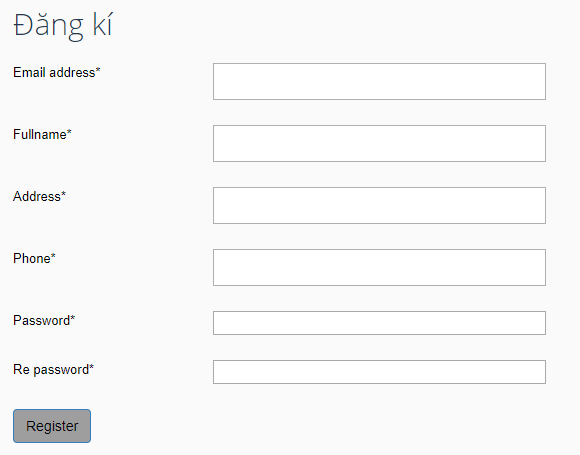 Đăng kí
Email address*
Fullname*
Address*
Phone*
Password*
Re password*
Register